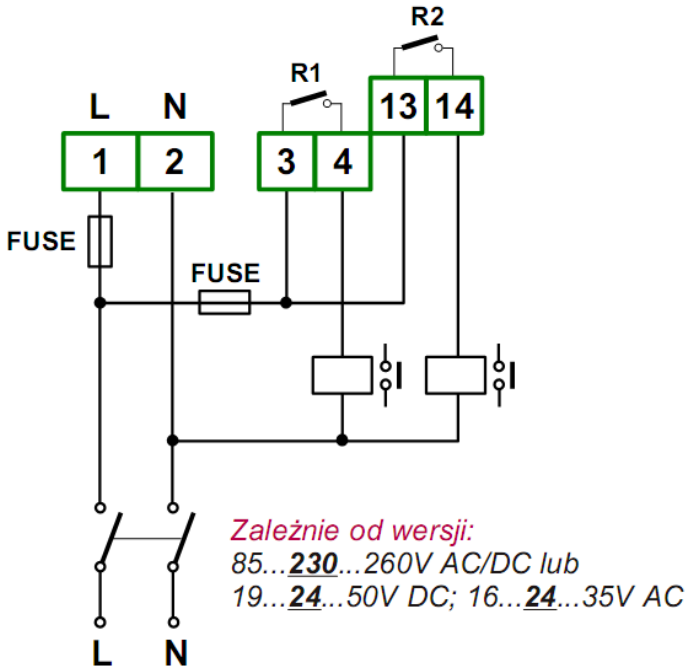 R2
R1
L N
13 14
1 2 3 4
FUSE
FUSE
Zależnie od wersji:
85...230...260V AC/DC lub
19...24...50V DC; 16...24...35V AC
L N